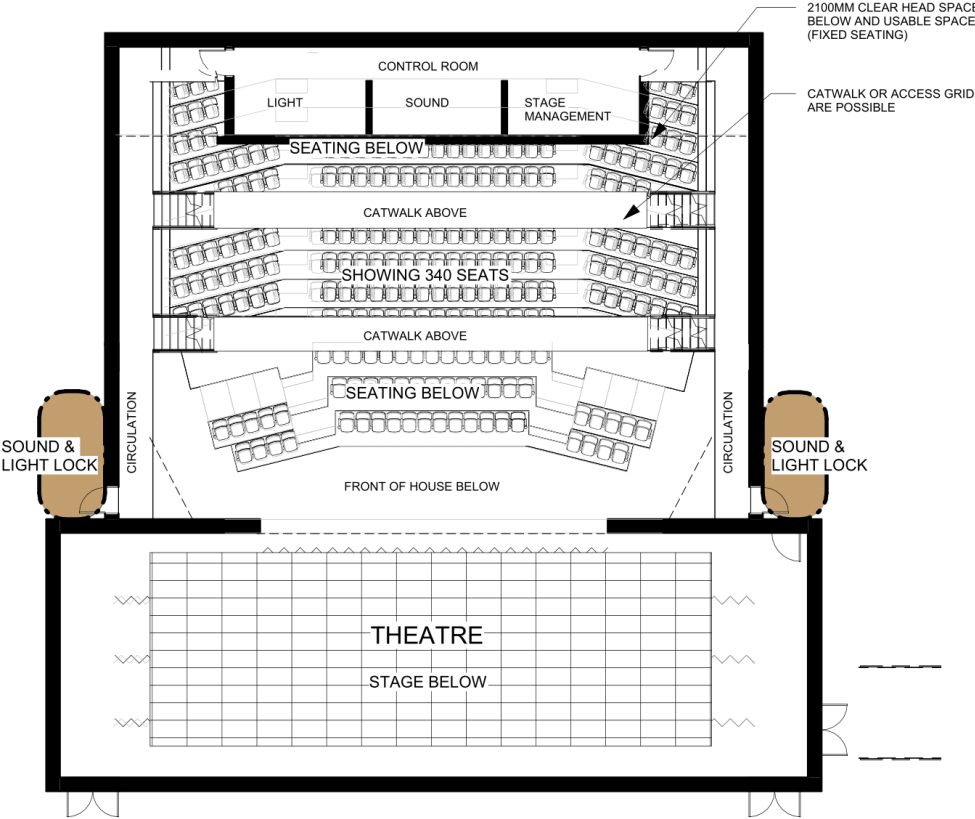 2100MM CLEAR HEAD SPACE
BELOW AND USABLE SPACE
(FIXED SEATING)
CONTROL ROOM
LIGHT
SOUND
STAGE
MANAGEMENT
CATWALK OR ACCESS GRID
ARE POSSIBLE
SEATING BELOW
CATWALK ABOVE
SHOWING 340 SEATS
CATWALK ABOVE
SEATING BELOW
CIRCULATION
CIRCULATION
SOUND &
LIGHT LOCK
SOUND &
LIGHT LOCK
FRONT OF HOUSE BELOW
THEATRE
STAGE BELOW